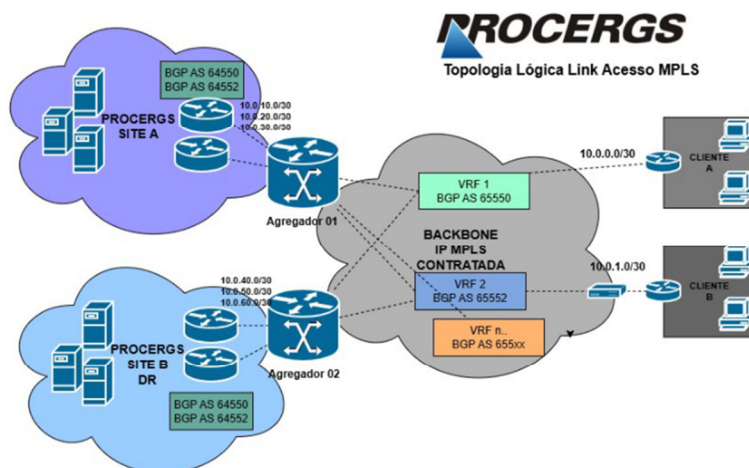 PROCERGS
Topologia Lógica Link Acesso MPLS
BGP AS 64550
BGP AS 64552
PROCERGS
SITE A
10.0.10.0/30
10.0.20.0/30
10.0.30.0/30
Agregador 01
VRF 1
BGP AS 65550
10.0.0.0/30
CLIENTE
A
BACKBONE
IP MPLS
CONTRATADA
10.0.40.0/30
10.0.50.0/30
10.0.60.0/30
VRF 2
BGP AS 65552
10.0.1.0/30
CLIENTE
B
VRF n..
BGP AS 655xx
PROCERGS
SITE B
DR
Agregador 02
BGP AS 64550
BGP AS 64552